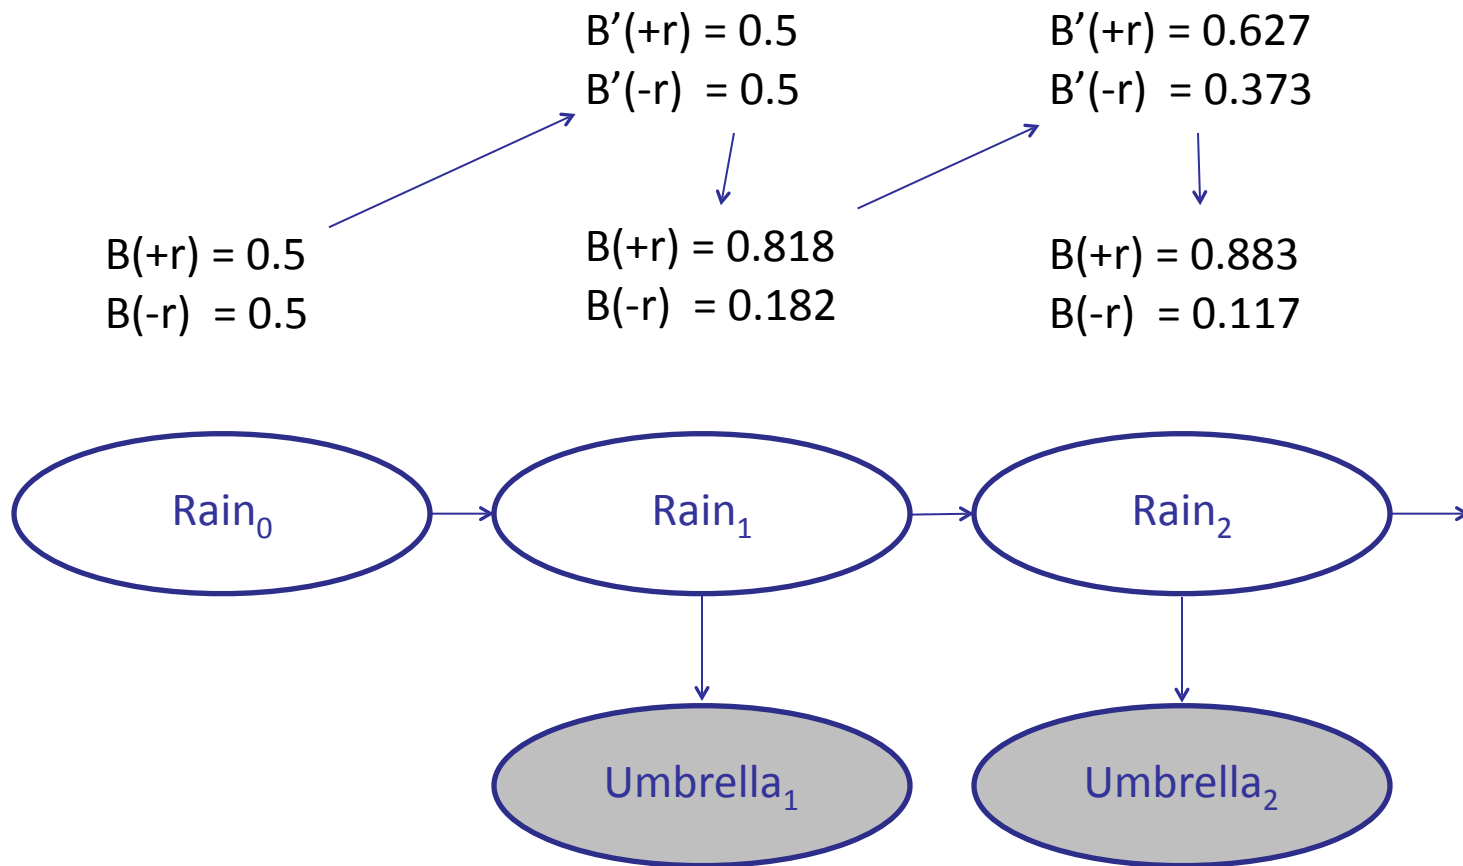 B’(+r) = 0.5
B’(-r) = 0.5
B’(+r) = 0.627
B’(-r) = 0.373
B(+r) = 0.5
B(-r) = 0.5
B(+r) = 0.818
B(-r) = 0.182
B(+r) = 0.883
B(-r) = 0.117
Rain₀
Rain₁
Rain₂
Umbrella₁
Umbrella₂